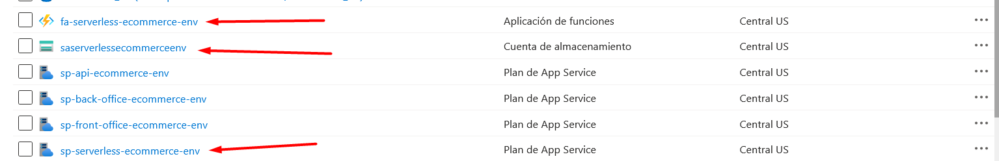 fa-serverless-ecommerce-env Aplicación de funciones Central US
saserverlessecommerceenv Cuenta de almacenamiento Central US
sp-api-ecommerce-env Plan de App Service Central US
sp-back-office-ecommerce-env Plan de App Service Central US
sp-front-office-ecommerce-env Plan de App Service Central US
sp-serverless-ecommerce-env Plan de App Service Central US